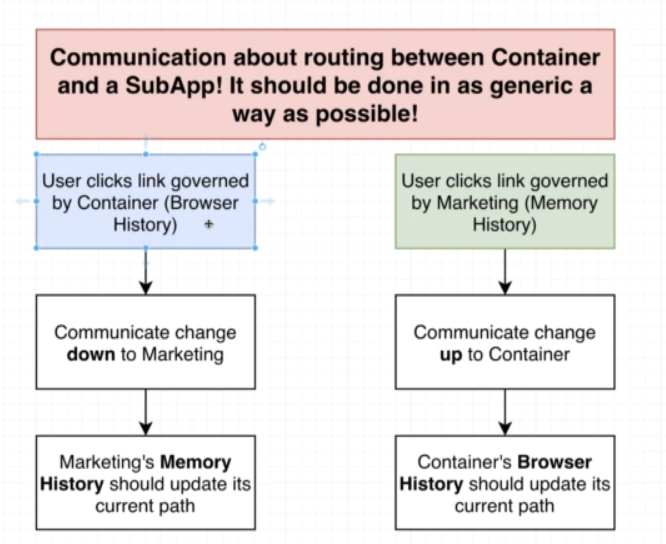 Communication about routing between Container
and a SubApp! It should be done in as generic a
way as possible!
User clicks link governed
by Container (Browser
History)
User clicks link governed
by Marketing (Memory
History)
Communicate change
down to Marketing
Communicate change
up to Container
Marketing's Memory
History should update its
current path
Container's Browser
History should update its
current path